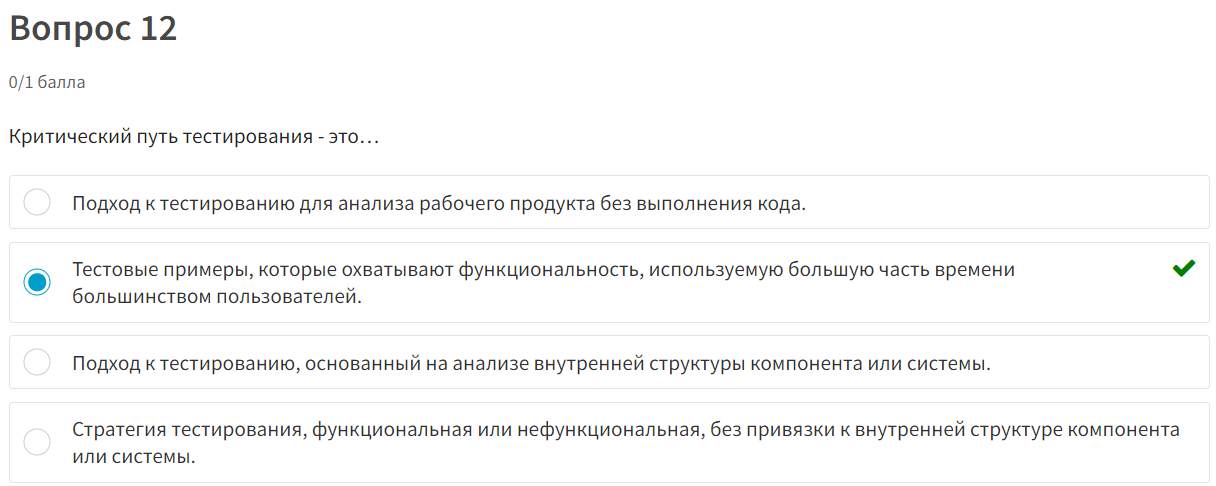 Вопрос 12
0/1 балла
Критический путь тестирования - это…
Подход к тестированию для анализа рабочего продукта без выполнения кода.
Тестовые примеры, которые охватывают функциональность, используемую большую часть времени
большинством пользователей.
Подход к тестированию, основанный на анализе внутренней структуры компонента или системы.
Стратегия тестирования, функциональная или нефункциональная, без привязки к внутренней структуре компонента
или системы.